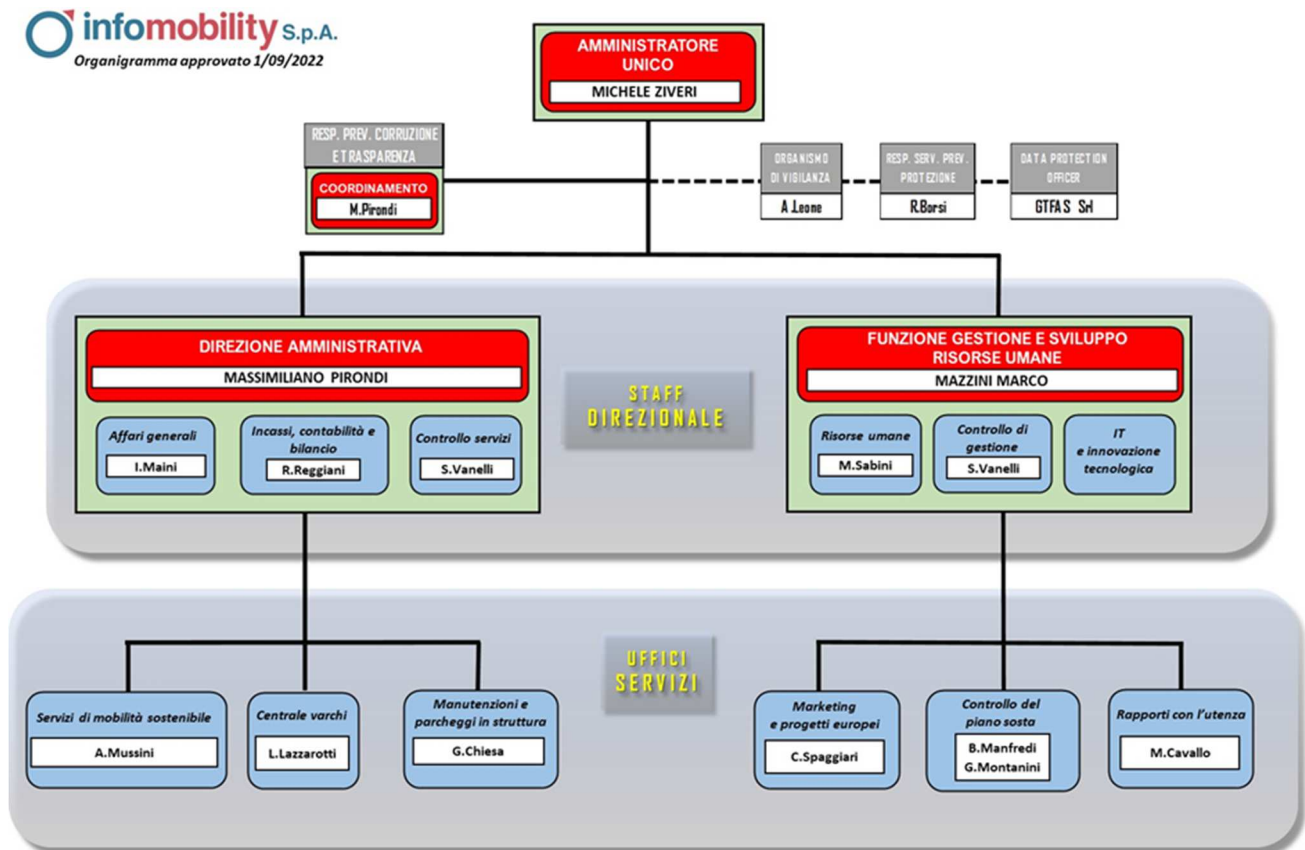 infomobility S.p.A.
Organigramma approvato 1/09/2022
AMMINISTRATORE
UNICO
MICHELE ZIVERI
RESP. PREV. CORRUZIONE
E TRASPARENZA
COORDINAMENTO
M.Pirondi
ORGANISMO
DI VIGILANZA
A.Leone
RESP. SERV. PREV.
PROTEZIONE
R.Borsi
DATA PROTECTION
OFFICER
GTFAS Srl
DIREZIONE AMMINISTRATIVA
MASSIMILIANO PIRONDI
Affari generali
I.Maini
Incassi, contabilità e
bilancio
R.Reggiani
Controllo servizi
S.Vanelli
STAFF
DIREZIONALE
FUNZIONE GESTIONE E SVILUPPO
RISORSE UMANE
MAZZINI MARCO
Risorse umane
M.Sabini
Controllo di
gestione
S.Vanelli
IT
e innovazione
tecnologica
UFFICI
SERVIZI
Servizi di mobilità sostenibile
A.Mussini
Centrale varchi
L.Lazzarotti
Manutenzioni e
parcheggi in struttura
G.Chiesa
Marketing
e progetti europei
C.Spaggiari
Controllo del
piano sosta
B.Manfredi
G.Montanini
Rapporti con l'utenza
M.Cavallo